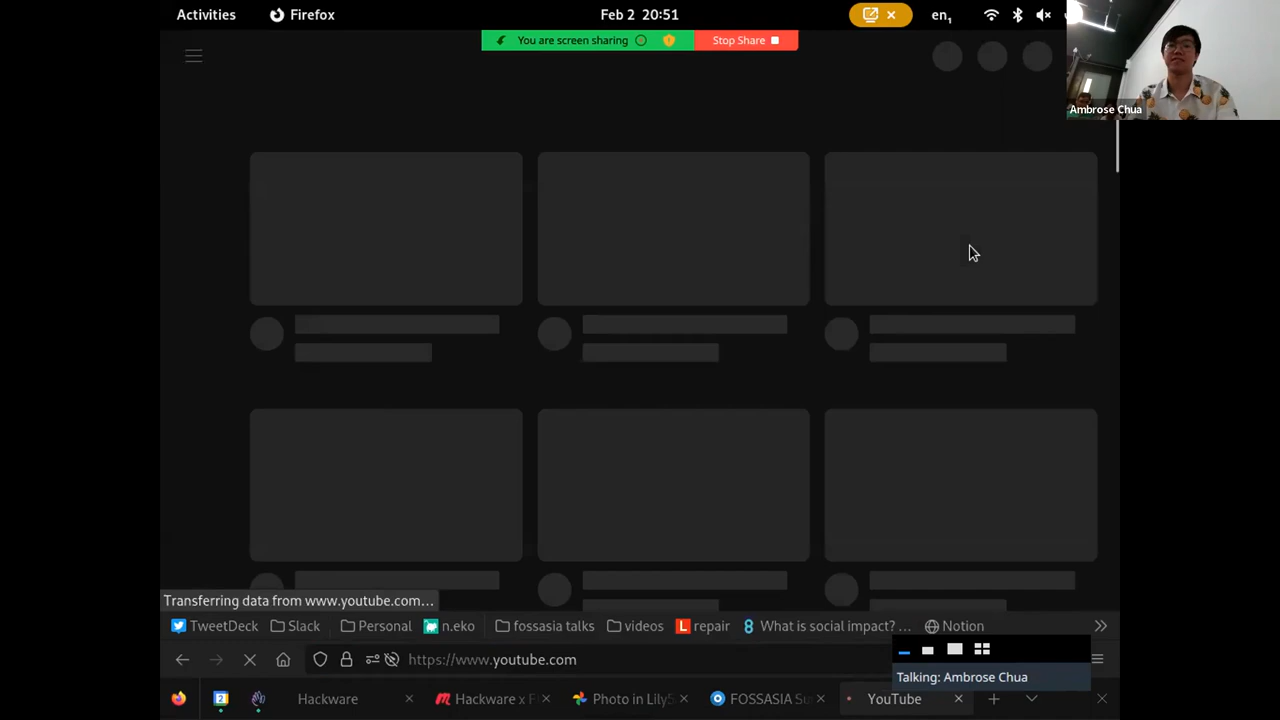 Activities
Firefox
Feb 2 20:51
en1
You are screen sharing
Stop Share
Ambrose Chua
Transferring data from www.youtube.com…
TweetDeck
Slack
Personal
n.eko
fossasia talks
videos
repair
What is social impact? …
Notion
https://www.youtube.com
Talking: Ambrose Chua
Hackware
Hackware x F
Photo in Lily
FOSSASIA Su
YouTube